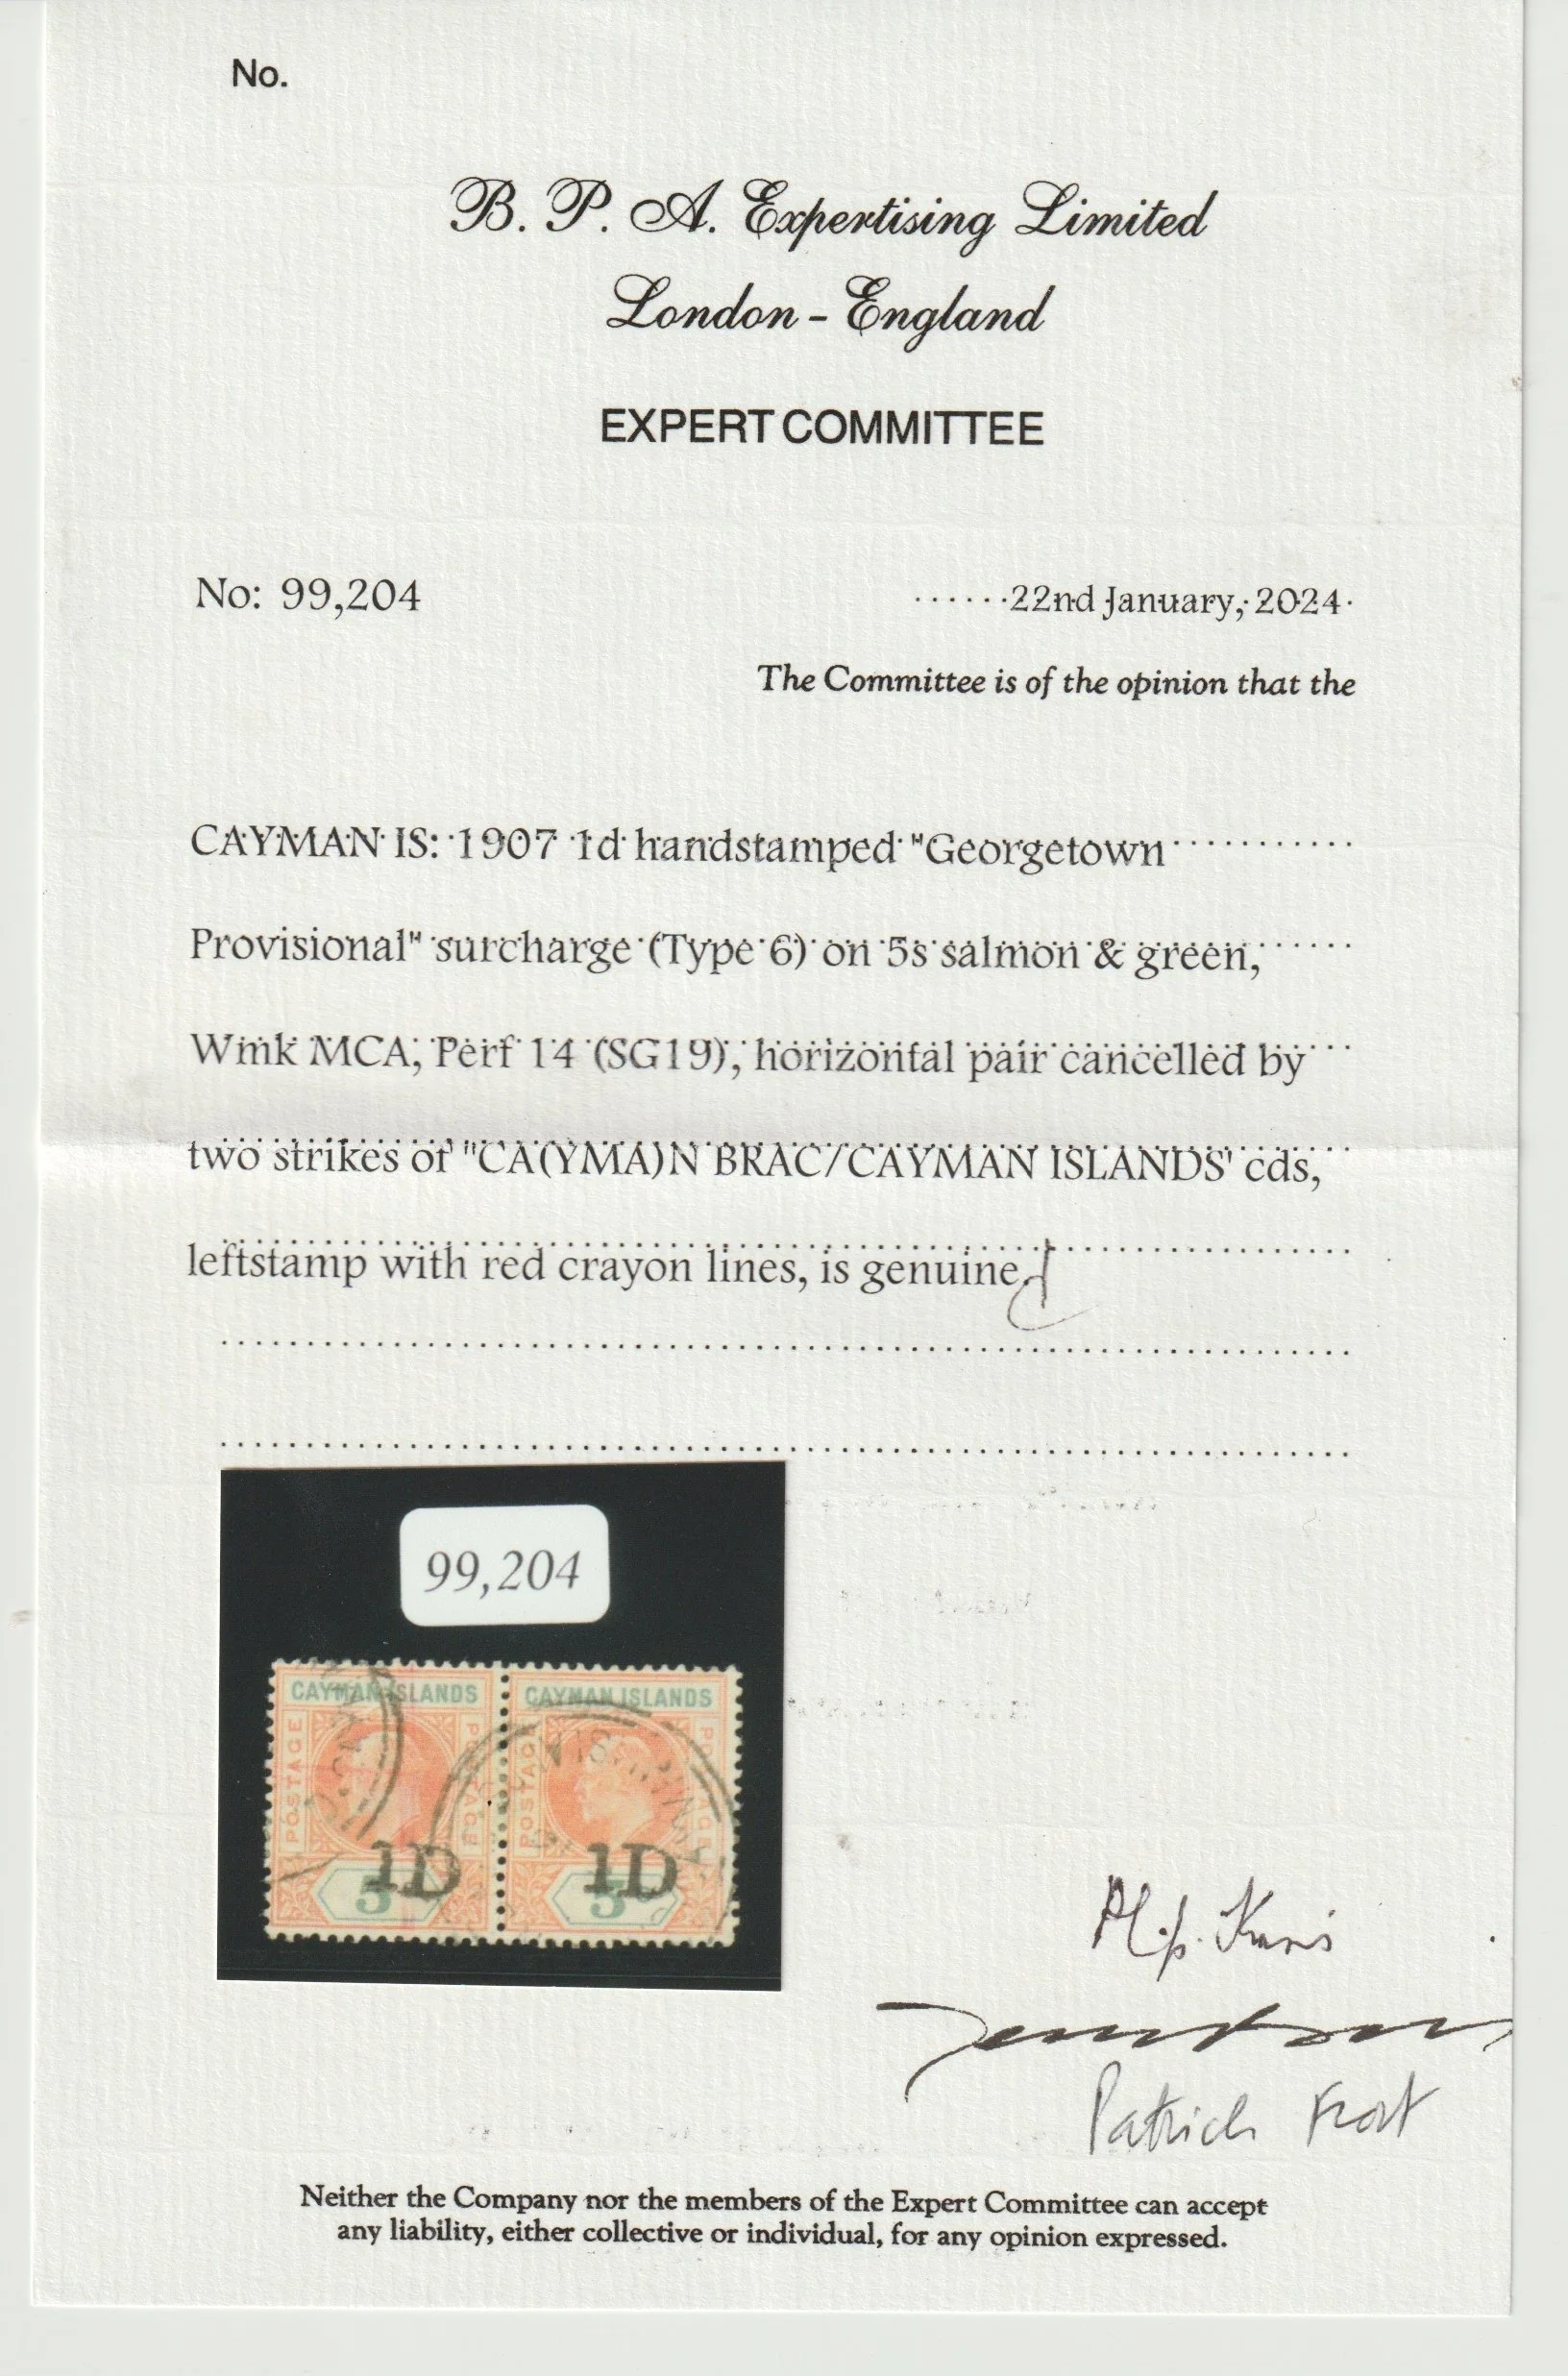 No.
B. P. A. Expertising Limited
London - England
EXPERT COMMITTEE
No: 99,204
22nd January, 2024.
The Committee is of the opinion that the
CAYMAN IS: 1907 1d handstamped "Georgetown
Provisional" surcharge (Type 6) on 5s salmon & green,
Wmk MCA, Perf 14 (SG19), horizontal pair cancelled by
two strikes of "CA(YMA)N BRAC/CAYMAN ISLANDS' cds,
leftstamp with red crayon lines, is genuine.
99,204
CAYMAN ISLANDS CAYMAN ISLANDS
POSTAGE
1D 1D
Patrick Frost
Neither the Company nor the members of the Expert Committee can accept
any liability, either collective or individual, for any opinion expressed.